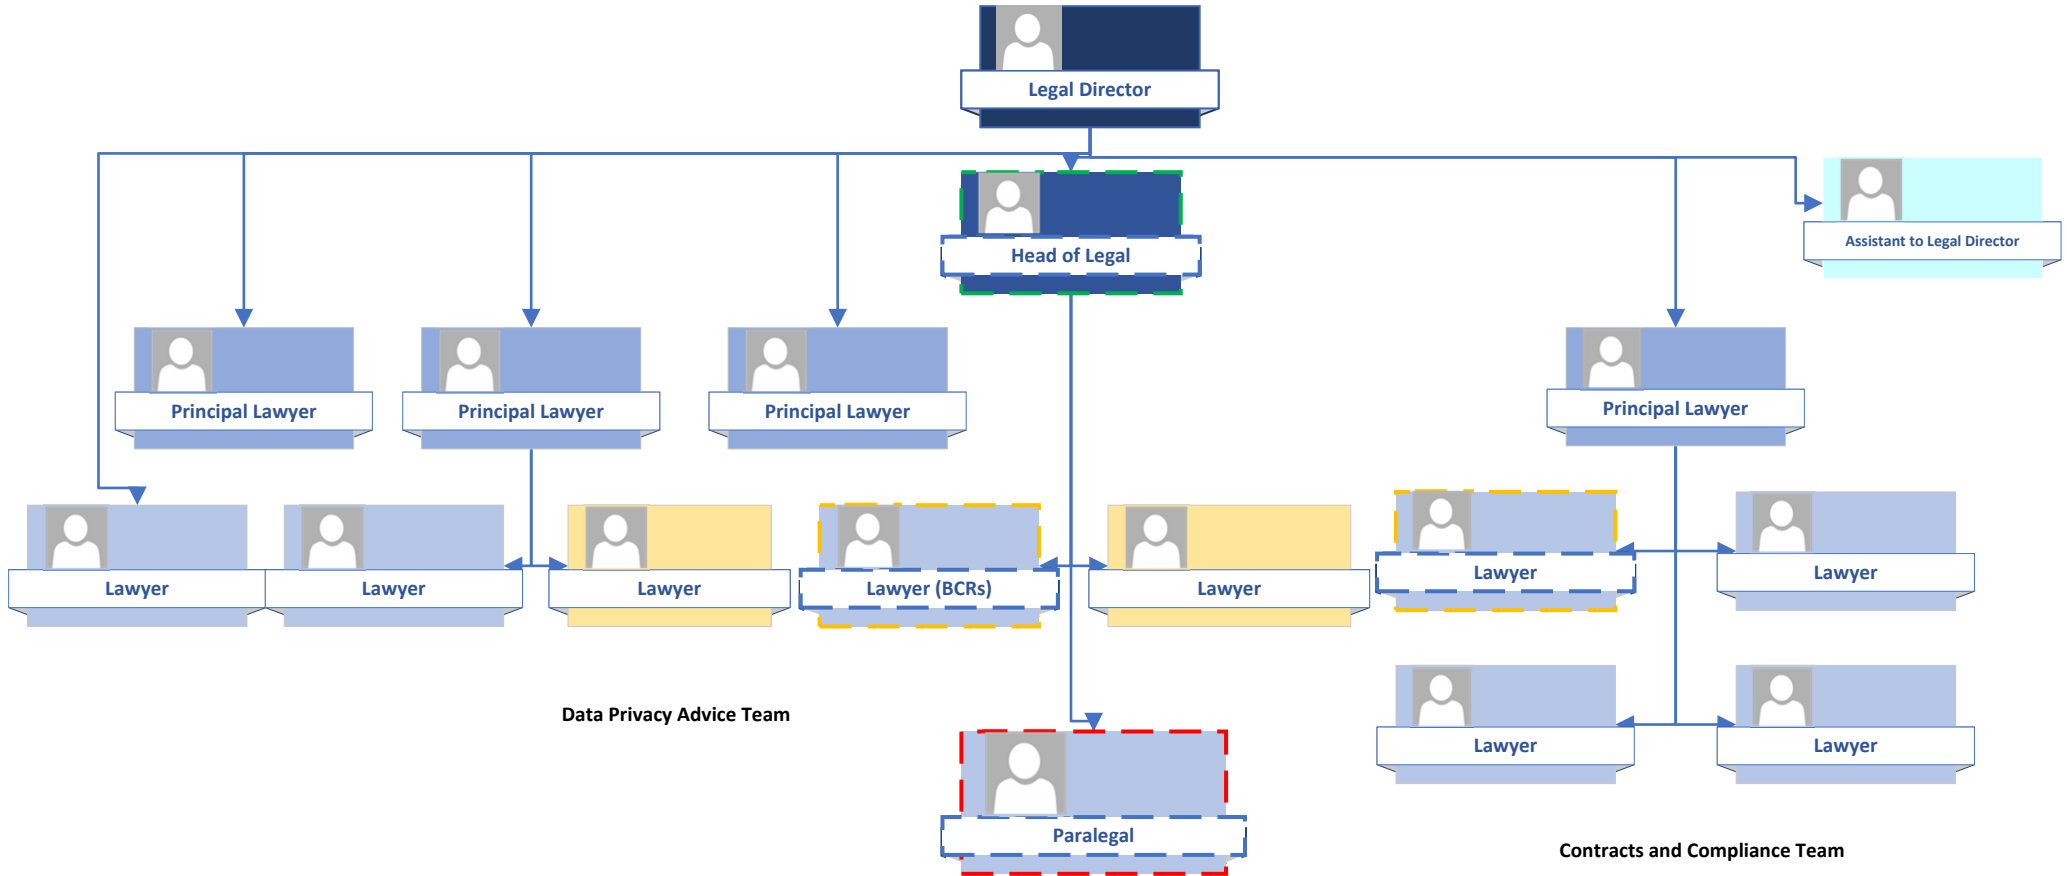 Legal Director
Head of Legal
Assistant to Legal Director
Principal Lawyer
Principal Lawyer
Principal Lawyer
Principal Lawyer
Lawyer
Lawyer
Lawyer
Lawyer (BCRs)
Lawyer
Lawyer
Lawyer
Data Privacy Advice Team
Lawyer
Lawyer
Paralegal
Contracts and Compliance Team